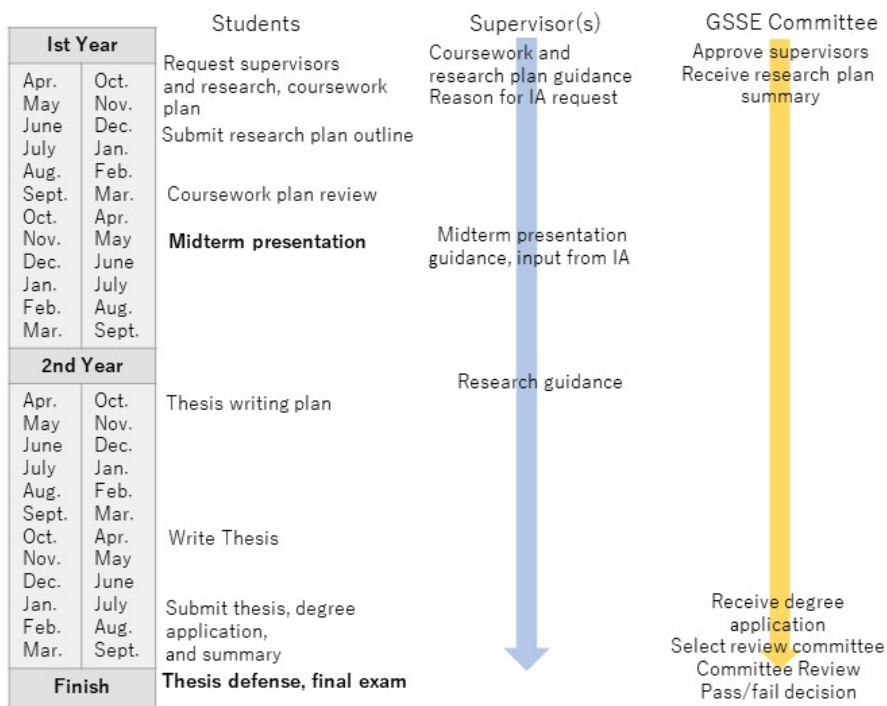 Students
Supervisor(s)
GSSE Committee
1st Year
Apr. Oct.
May Nov.
June Dec.
July Jan.
Aug. Feb.
Sept. Mar.
Oct. Apr.
Nov. May
Dec. June
Jan. July
Feb. Aug.
Mar. Sept.
Request supervisors
and research, coursework
plan
Submit research plan outline
Coursework plan review
Midterm presentation
Coursework and
research plan guidance
Reason for IA request
Midterm presentation
guidance, input from IA
Approve supervisors
Receive research plan
summary
2nd Year
Apr. Oct.
May Nov.
June Dec.
July Jan.
Aug. Feb.
Sept. Mar.
Oct. Apr.
Nov. May
Dec. June
Jan. July
Feb. Aug.
Mar. Sept.
Thesis writing plan
Write Thesis
Submit thesis, degree
application,
and summary
Research guidance
Receive degree
application
Select review committee
Committee Review
Pass/fail decision
Finish
Thesis defense, final exam